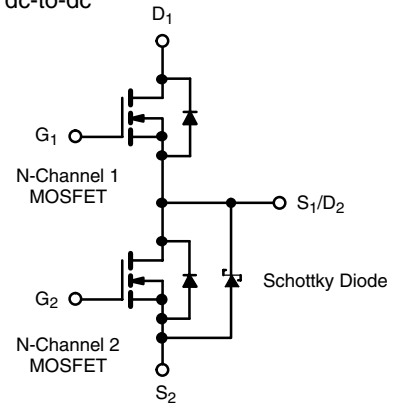 dc-to-dc
D1
G1
N-Channel 1
MOSFET
S1/D2
Schottky Diode
G2
N-Channel 2
MOSFET
S2